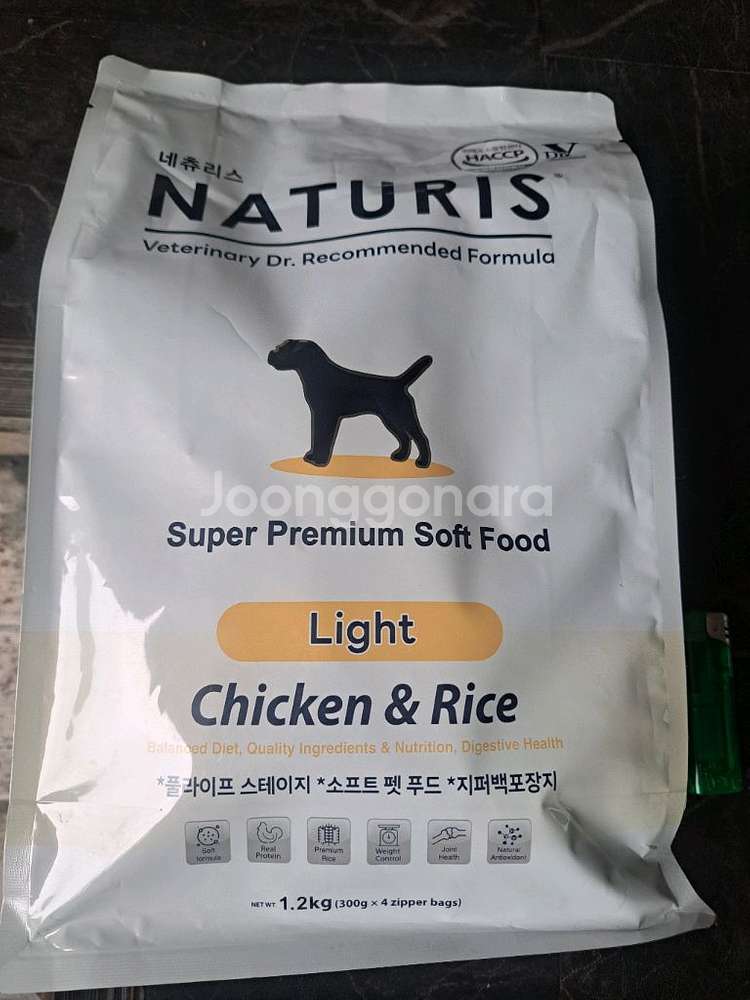 네츄리스
HACCP
NATURIS
Veterinary Dr. Recommended Formula
Joonggonara
Super Premium Soft Food
Light
Chicken & Rice
Balanced Diet, Quality Ingredients & Nutrition, Digestive Health
*풀라이프 스테이지 *소프트 펫 푸드 *지퍼백포장지
Soft formula
Real Protein
Premium Rice
Weight Control
Joint Health
Natural Antioxidant
NET WT. 1.2kg (300g × 4 zipper bags)